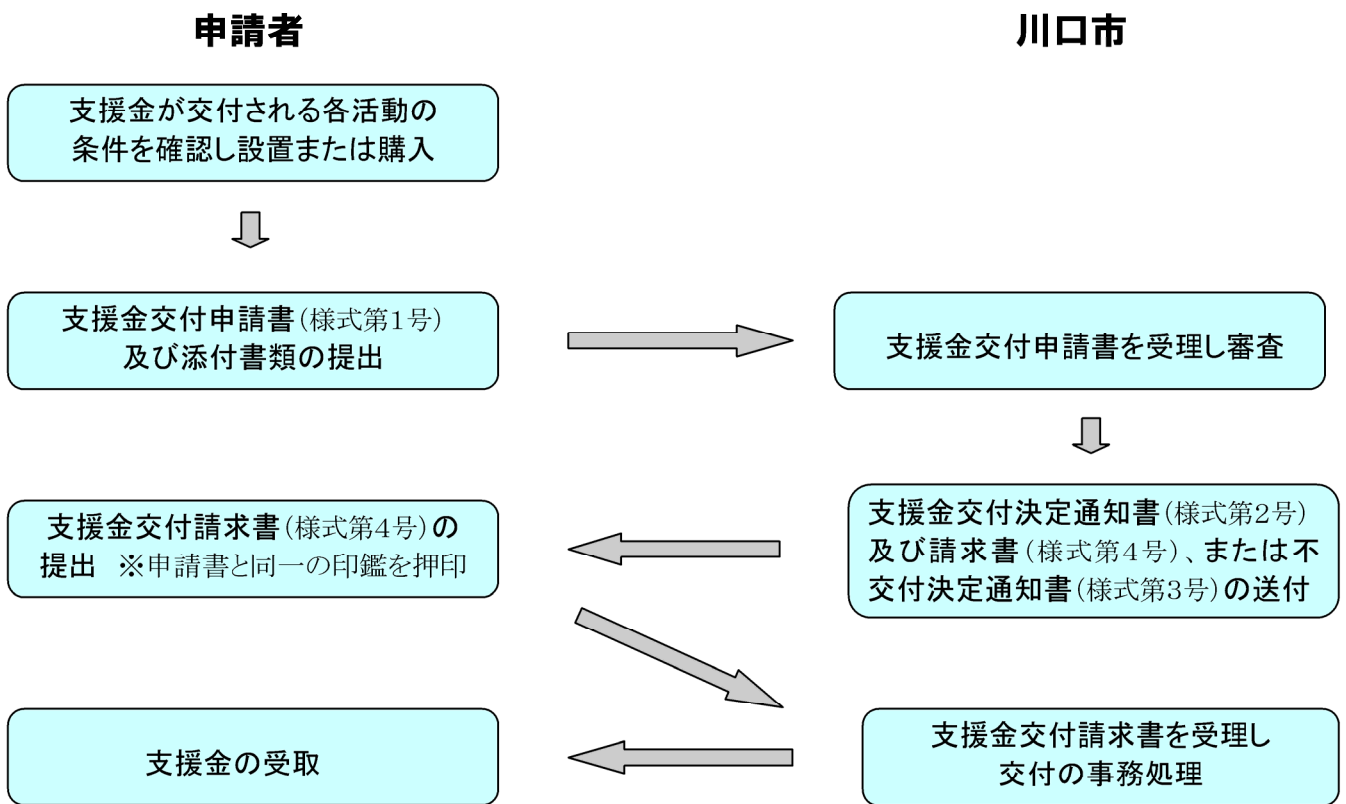 申請者
川口市
支援金が交付される各活動の
条件を確認し設置または購入
支援金交付申請書(様式第1号)
及び添付書類の提出
支援金交付申請書を受理し審査
支援金交付決定通知書(様式第2号)
及び請求書(様式第4号)、または不
交付決定通知書(様式第3号)の送付
支援金交付請求書(様式第4号)の
提出 ※申請書と同一の印鑑を押印
支援金交付請求書を受理し
交付の事務処理
支援金の受取